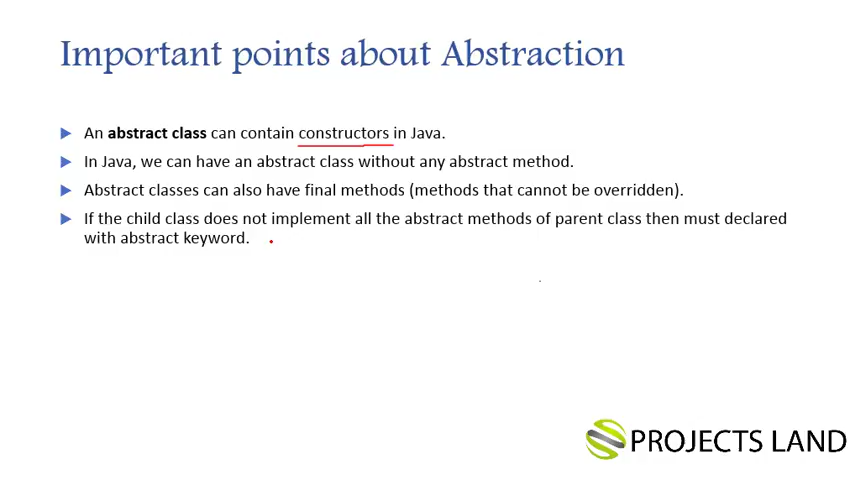 Important points about Abstraction
An abstract class can contain constructors in Java.
In Java, we can have an abstract class without any abstract method.
Abstract classes can also have final methods (methods that cannot be overridden).
If the child class does not implement all the abstract methods of parent class then must declared
with abstract keyword.
PROJECTS LAND